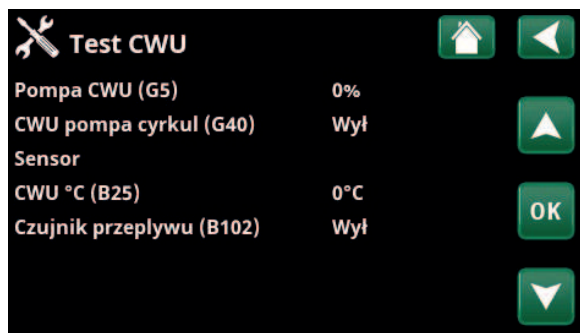 Test CWU
Pompa CWU (G5) 0%
CWU pompa cyrkul (G40) Wył
Sensor
CWU °C (B25) 0°C
Czujnik przeplywu (B102) Wył
OK